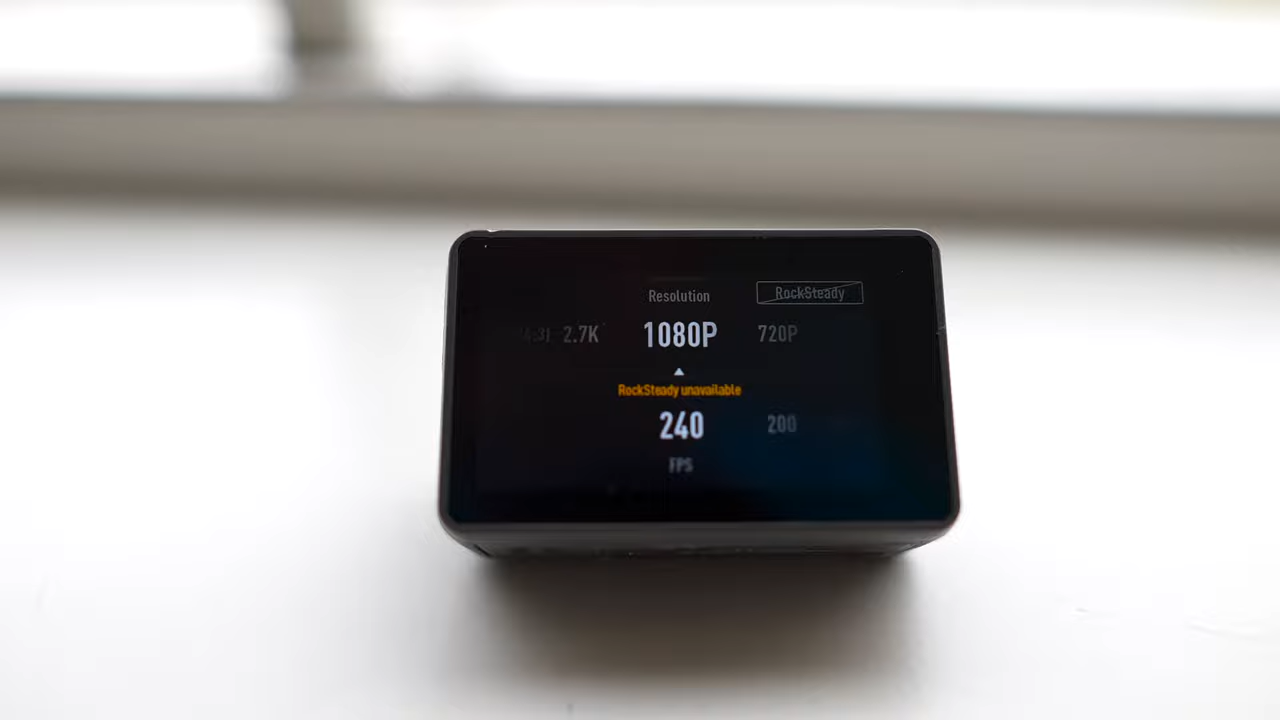 Resolution
RockSteady
2.7K 1080P 720P
RockSteady unavailable
240 200
FPS